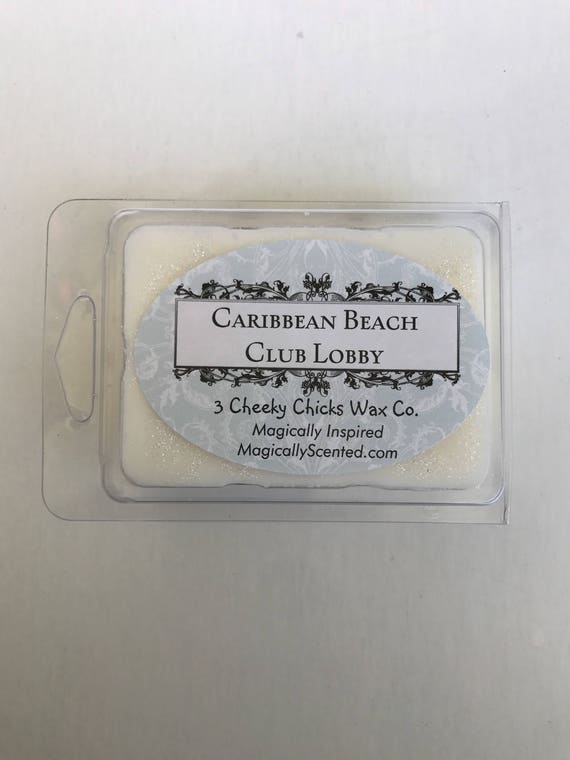 Caribbean Beach
Club Lobby
3 Cheeky Chicks Wax Co.
Magically Inspired
MagicallyScented.com